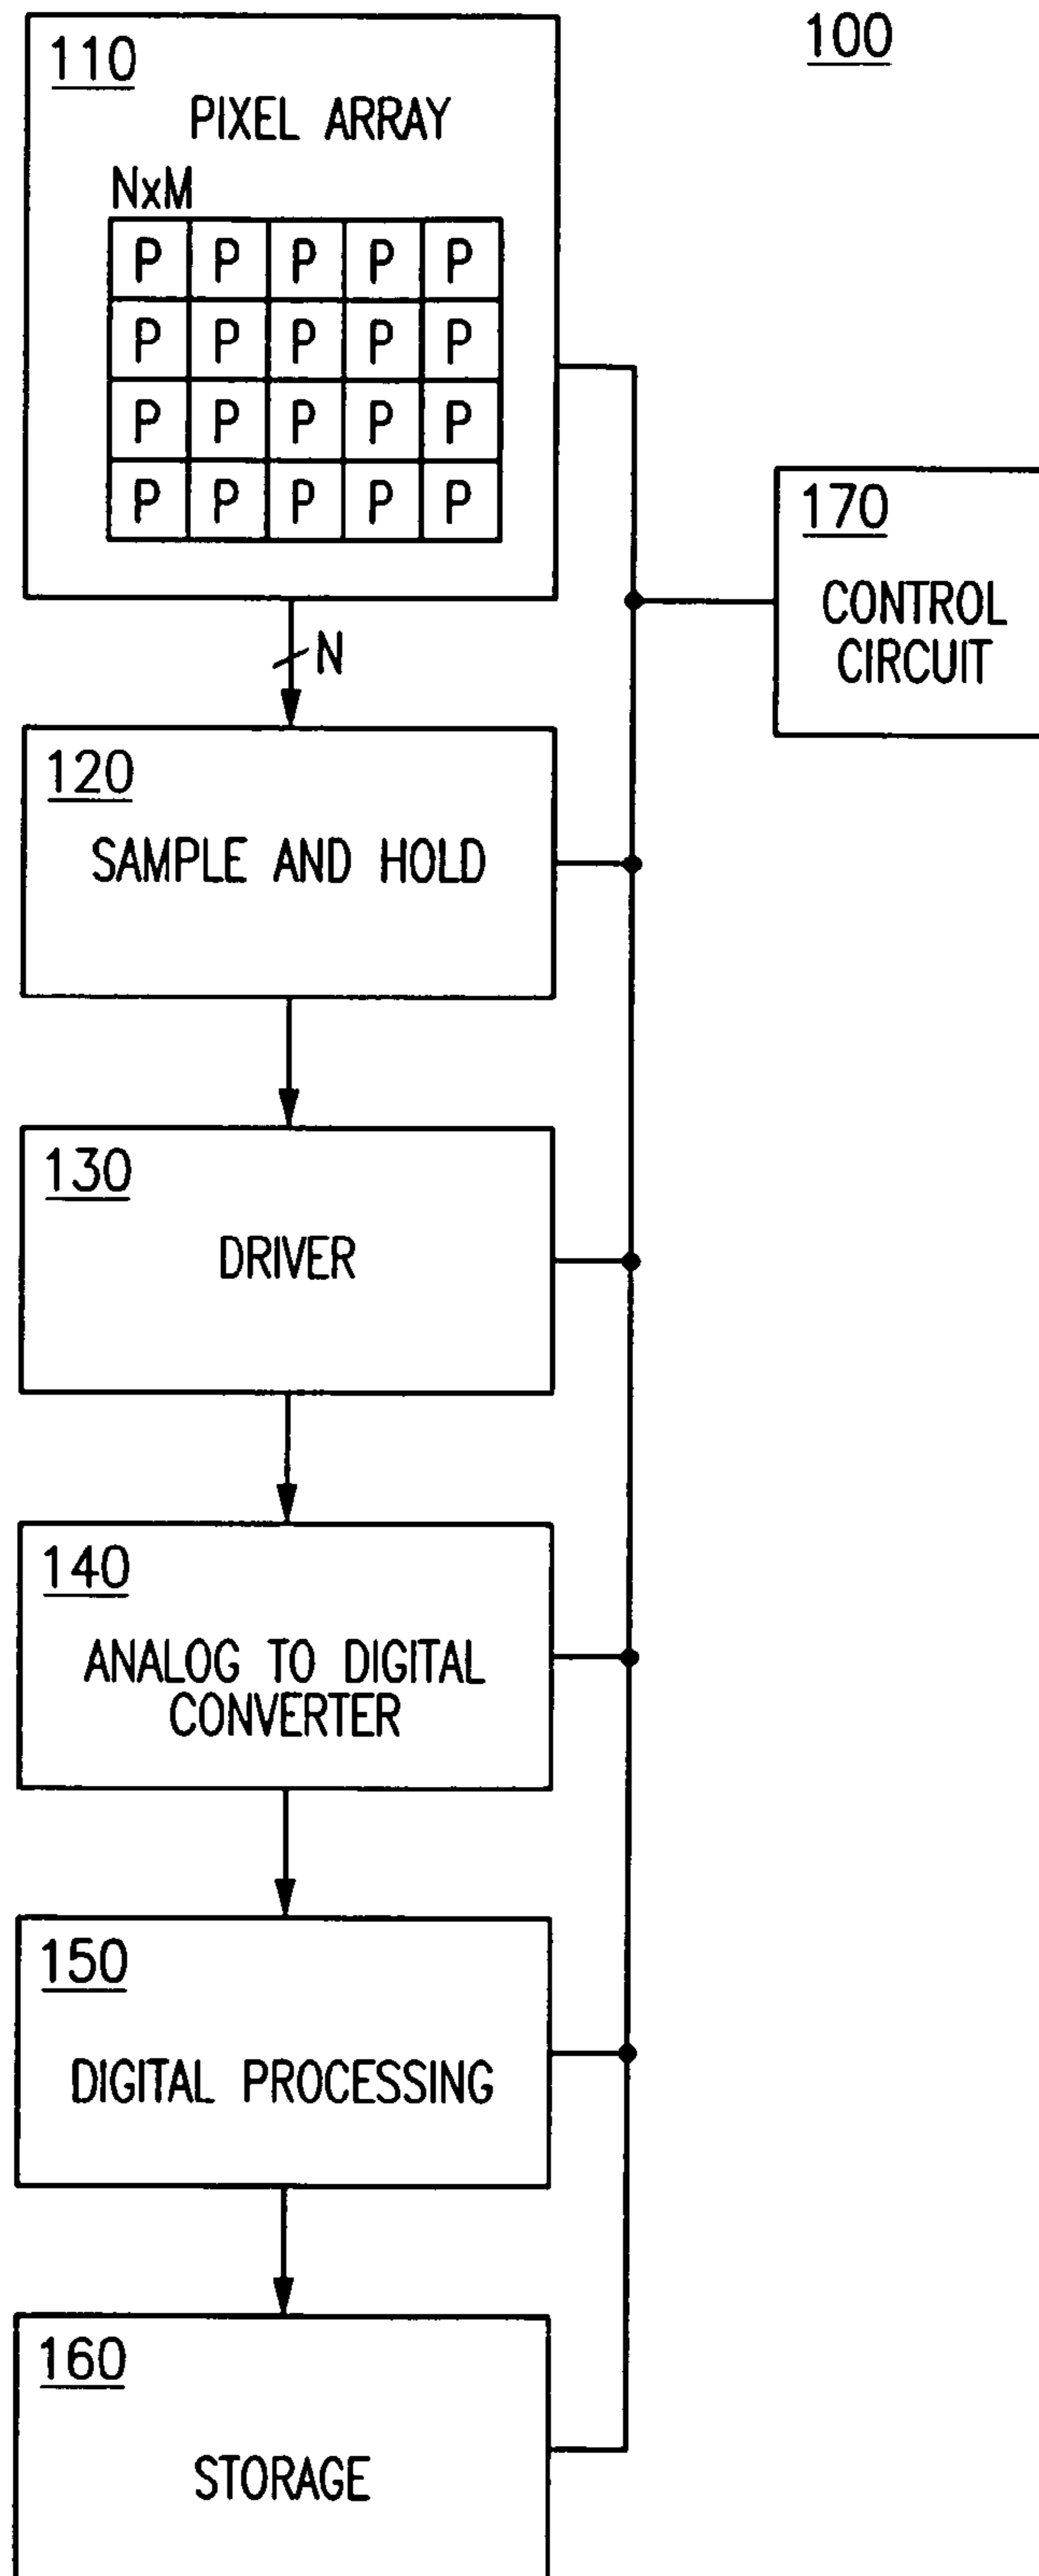 100
110
PIXEL ARRAY
NxM
P P P P P
P P P P P
P P P P P
P P P P P
N
170
CONTROL
CIRCUIT
120
SAMPLE AND HOLD
130
DRIVER
140
ANALOG TO DIGITAL
CONVERTER
150
DIGITAL PROCESSING
160
STORAGE